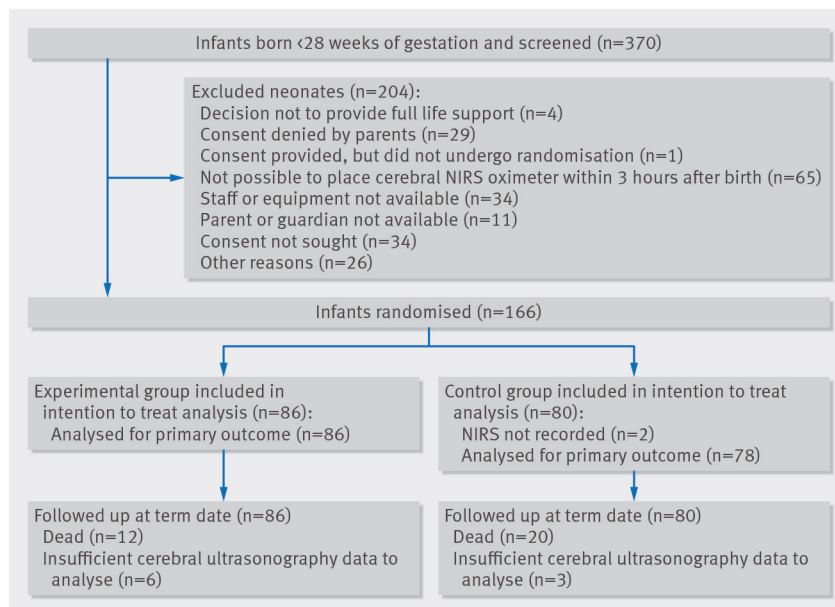 Infants born <28 weeks of gestation and screened (n=370)
Excluded neonates (n=204):
Decision not to provide full life support (n=4)
Consent denied by parents (n=29)
Consent provided, but did not undergo randomisation (n=1)
Not possible to place cerebral NIRS oximeter within 3 hours after birth (n=65)
Staff or equipment not available (n=34)
Parent or guardian not available (n=11)
Consent not sought (n=34)
Other reasons (n=26)
Infants randomised (n=166)
Experimental group included in
intention to treat analysis (n=86):
Analysed for primary outcome (n=86)
Control group included in intention to treat
analysis (n=80):
NIRS not recorded (n=2)
Analysed for primary outcome (n=78)
Followed up at term date (n=86)
Dead (n=12)
Insufficient cerebral ultrasonography data to
analyse (n=6)
Followed up at term date (n=80)
Dead (n=20)
Insufficient cerebral ultrasonography data to
analyse (n=3)